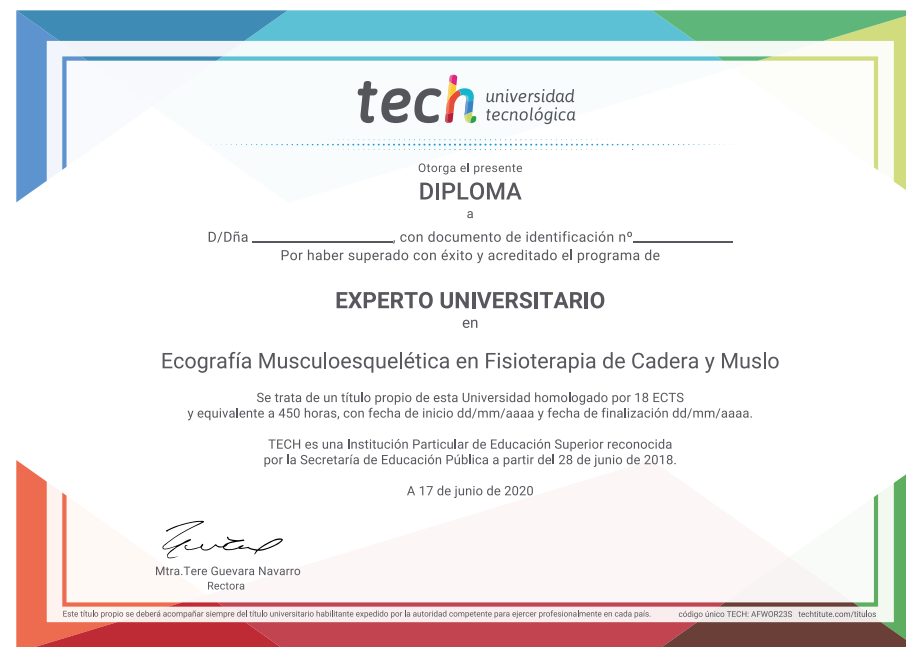 tech universidad
tecnológica
Otorga el presente
DIPLOMA
a
D/Dña ____________________, con documento de identificación nº______________
Por haber superado con éxito y acreditado el programa de
EXPERTO UNIVERSITARIO
en
Ecografía Musculoesquelética en Fisioterapia de Cadera y Muslo
Se trata de un título propio de esta Universidad homologado por 18 ECTS
y equivalente a 450 horas, con fecha de inicio dd/mm/aaaa y fecha de finalización dd/mm/aaaa.
TECH es una Institución Particular de Educación Superior reconocida
por la Secretaría de Educación Pública a partir del 28 de junio de 2018.
A 17 de junio de 2020
Mtra.Tere Guevara Navarro
Rectora
Este título propio se deberá acompañar siempre del título universitario habilitante expedido por la autoridad competente para ejercer profesionalmente en cada país. código único TECH: AFWOR23S techtitute.com/titulos